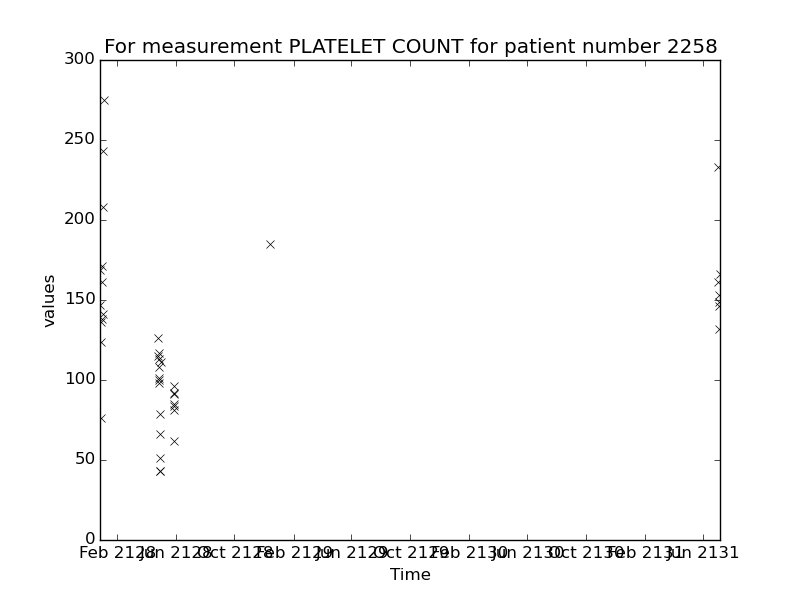 For measurement PLATELET COUNT for patient number 2258
300
250
200
150
100
50
0
values
Feb 2128 Jun 2128 Oct 2128 Feb 2129 Jun 2129 Oct 2129 Feb 2130 Jun 2130 Oct 2130 Feb 2131 Jun 2131
Time